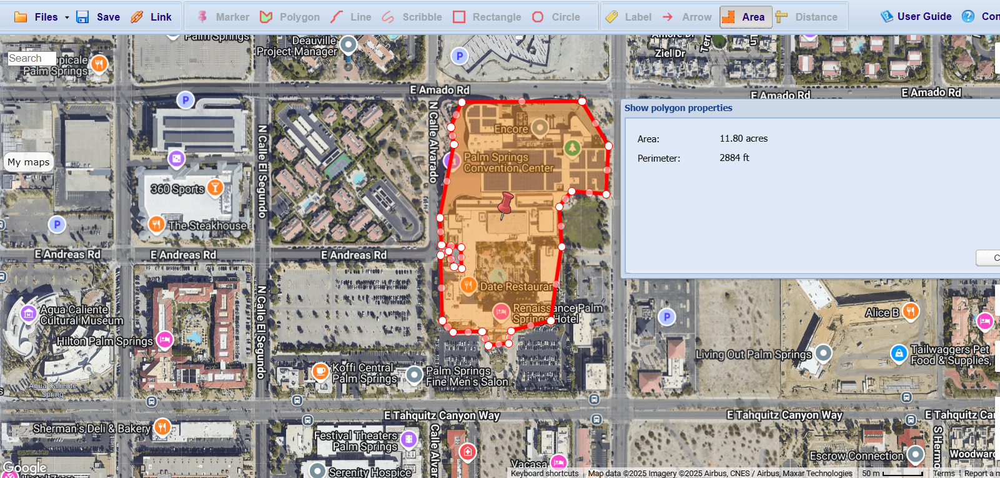 Files
Save
Link
Marker
Polygon
Line
Scribble
Rectangle
Circle
Label
Arrow
Area
Distance
User Guide
Con
Palm Springs
Deauville
Project Manager
Search
Palm Springs
P
Ziel Dr
E Amado Rd
E Amado Rd
E Amado Rd
P
N Calle El Segundo
N Calle Alvarado
Encore
Palm Springs
Convention Center
My maps
360 Sports
The Steakhouse
P
E Andreas Rd
E Andreas Rd
E Andreas Rd
Show polygon properties
Area:
11.80 acres
Perimeter:
2884 ft
C
Date Restauran
Renaissance Palm
Springs Hotel
N Calle El Segundo
Agua Caliente
Cultural Museum
Hilton Palm Springs
P
Alice B
Living Out Palm Springs
Tailwaggers Pet
Food & Supplies,
Koffi Central
Palm Springs
Palm Springs
Fine Men's Salon
Agua Caliente
Spring
E Tahquitz Canyon Way
E Tahquitz Canyon Way
E Tahquitz Ca
Sherman's Deli & Bakery
Festival Theaters
Palm Springs
Calle Alvar
S Hermo
Escrow Connection
Woodwar
Vacasa
Serenity Hospice
Google
Keyboard shortcuts
Map data ©2025 Imagery ©2025 Airbus, CNES / Airbus, Maxar Technologies
50 m
Terms
Report a m